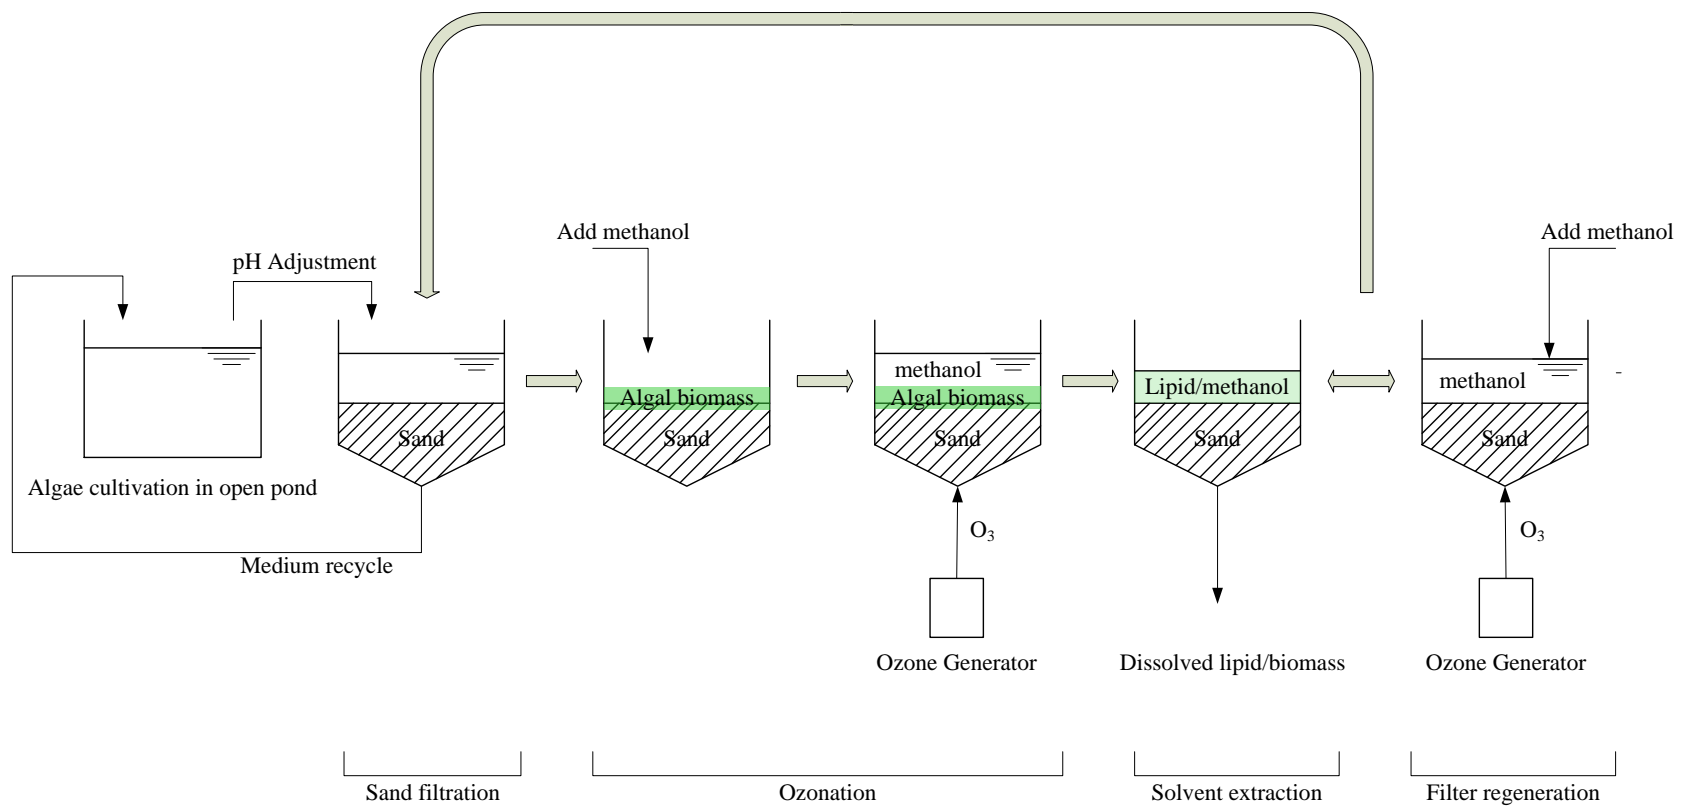 Add methanol
Add methanol
pH Adjustment
methanol
Algal biomass
Algal biomass
Lipid/methanol
methanol
Sand
Sand
Sand
Sand
Sand
Algae cultivation in open pond
O₃
O₃
Medium recycle
Ozone Generator
Dissolved lipid/biomass
Ozone Generator
Sand filtration
Ozonation
Solvent extraction
Filter regeneration